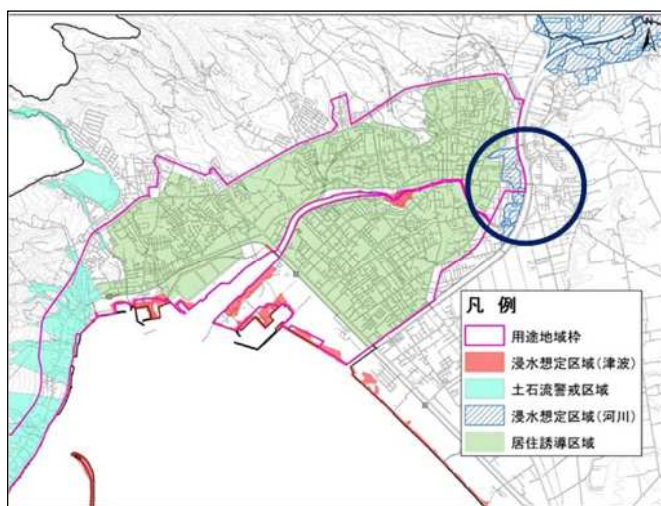 N
凡 例
用途地域枠
浸水想定区域(津波)
土石流警戒区域
浸水想定区域(河川)
居住誘導区域